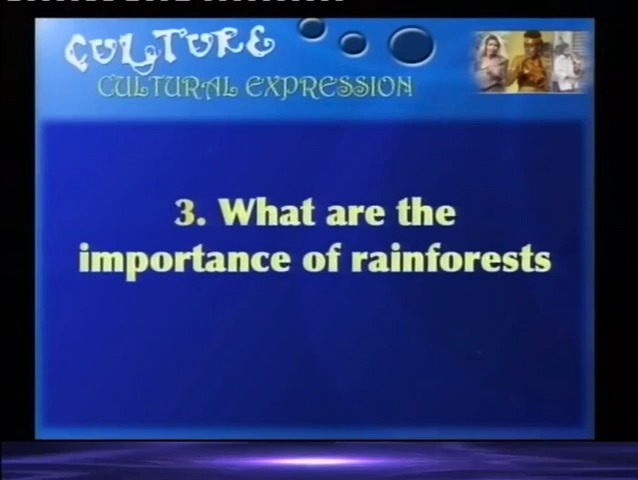 CULTURE
CULTURAL EXPRESSION
3. What are the
importance of rainforests